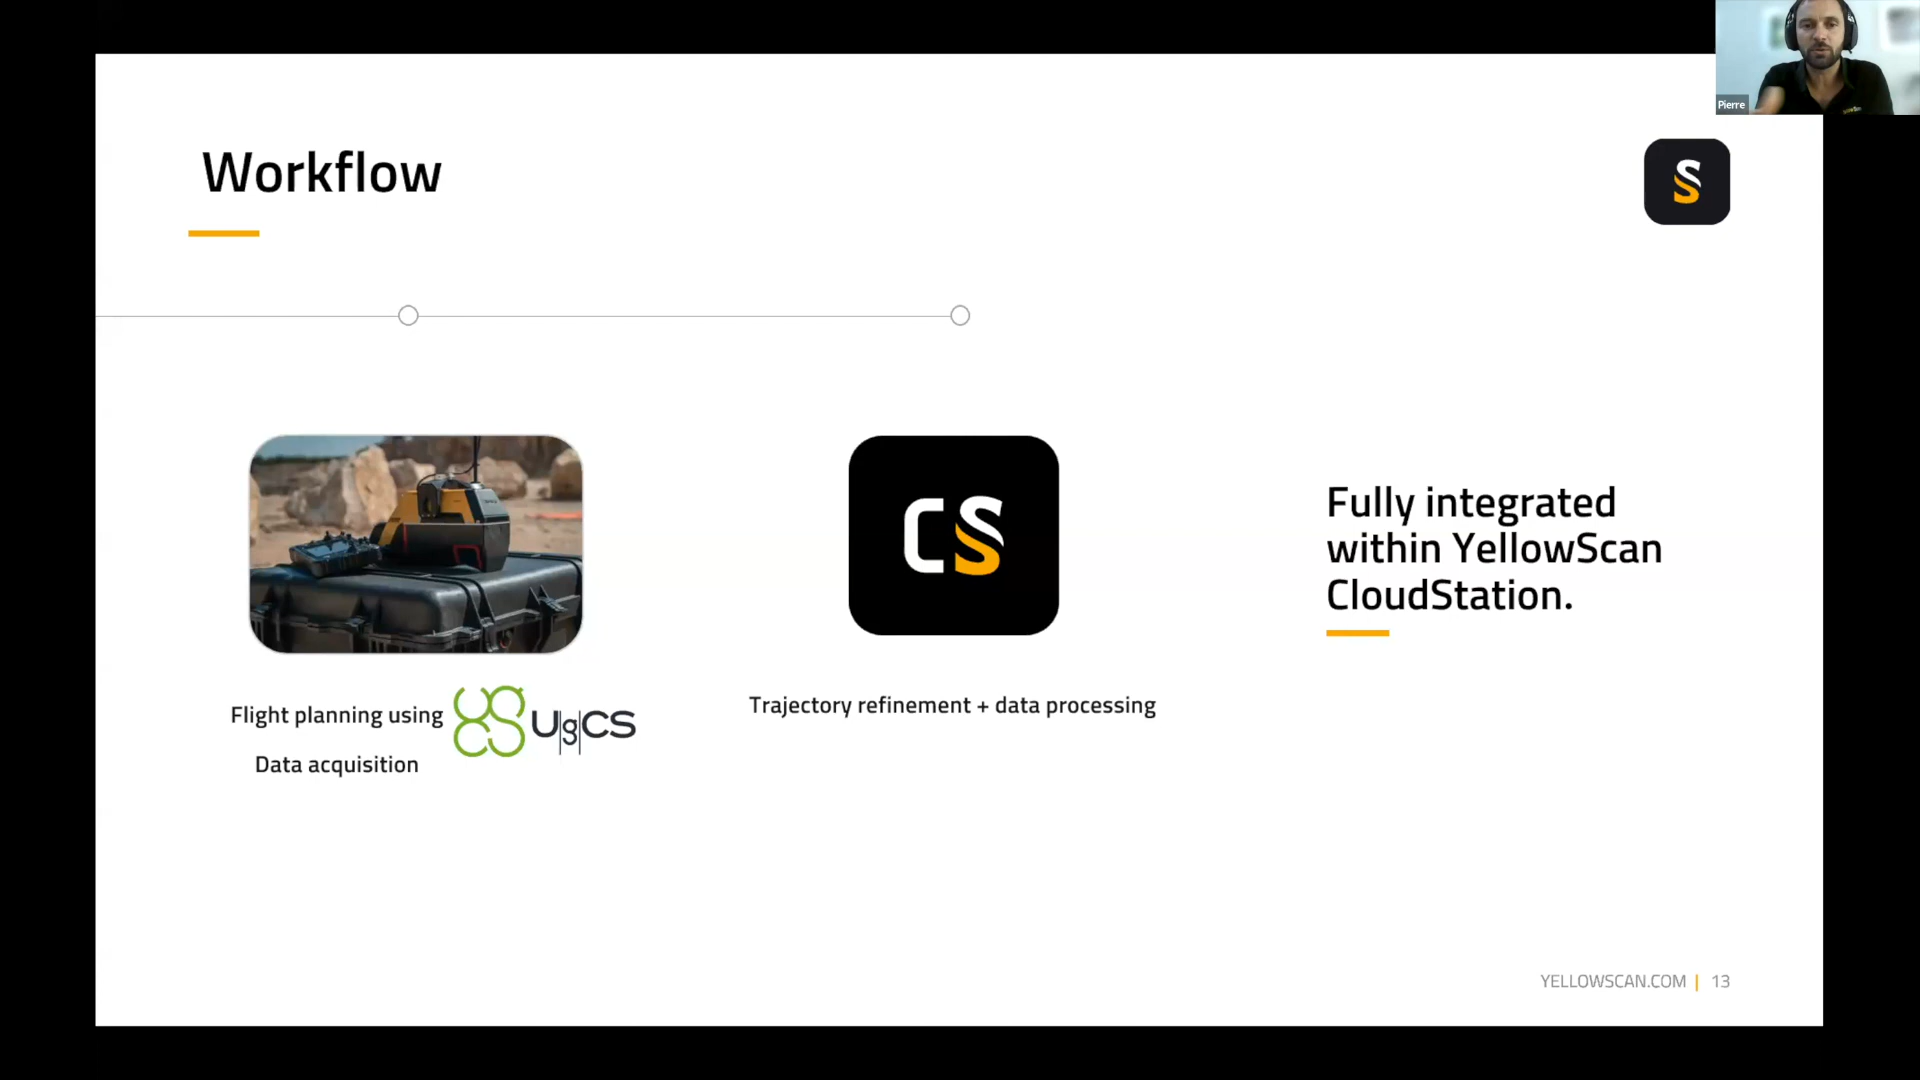 Pierre
Workflow
S
CS
Fully integrated
within YellowScan
CloudStation.
Flight planning using
UgCS
Data acquisition
Trajectory refinement + data processing
YELLOWSCAN.COM | 13